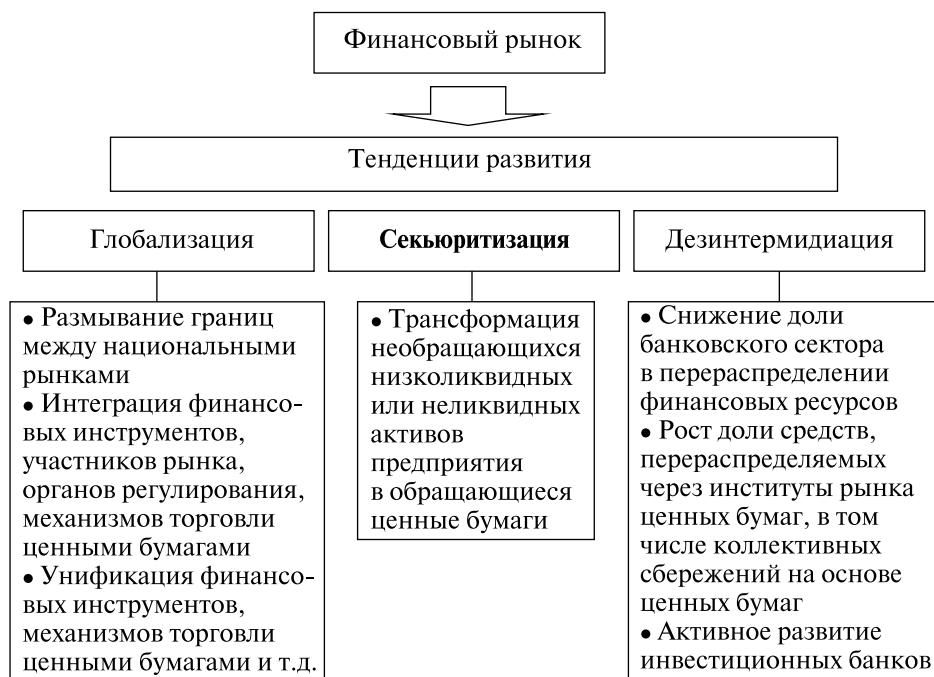 Финансовый рынок
Тенденции развития
Глобализация
• Размывание границ
между национальными
рынками
• Интеграция финансо-
вых инструментов,
участников рынка,
органов регулирования,
механизмов торговли
ценными бумагами
• Унификация финансо-
вых инструментов,
механизмов торговли
ценными бумагами и т.д.
Секьюритизация
• Трансформация
необращающихся
низколиквидных
или неликвидных
активов
предприятия
в обращающиеся
ценные бумаги
Дезинтермидиация
• Снижение доли
банковского сектора
в перераспределении
финансовых ресурсов
• Рост доли средств,
перераспределяемых
через институты рынка
ценных бумаг, в том
числе коллективных
сбережений на основе
ценных бумаг
• Активное развитие
инвестиционных банков